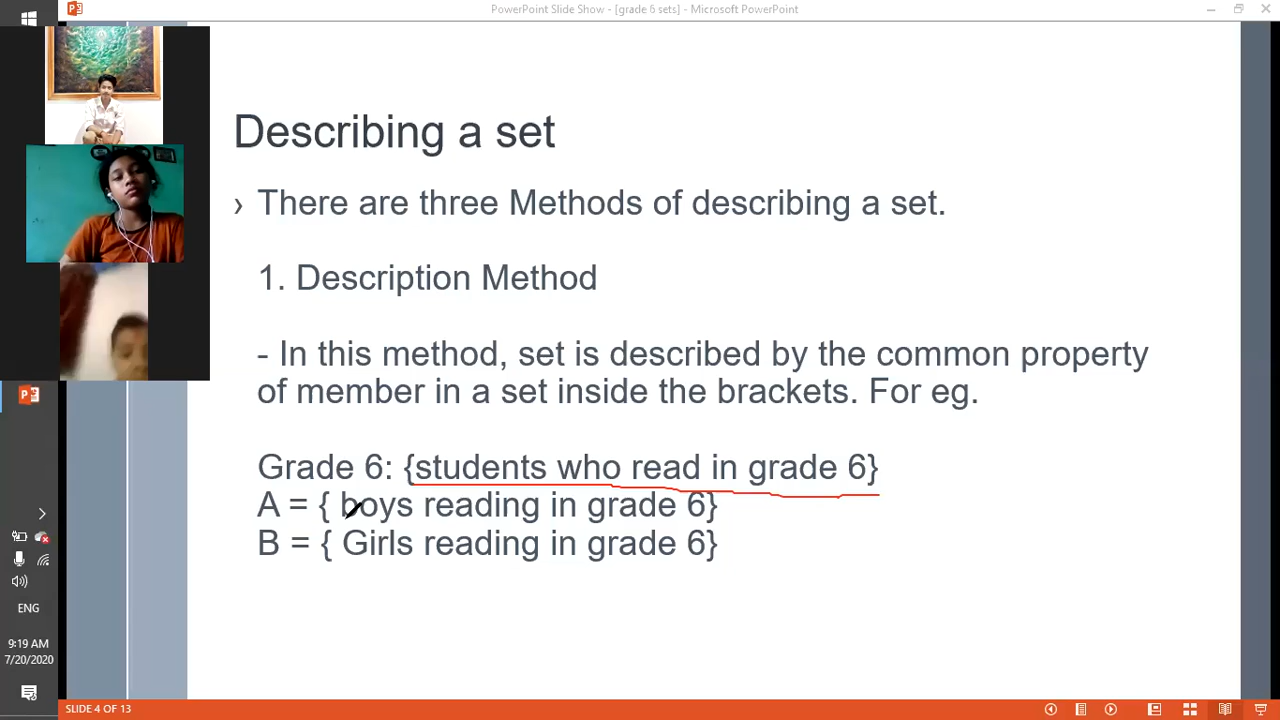 PowerPoint Slide Show - [grade 6 sets] - Microsoft PowerPoint
Describing a set
› There are three Methods of describing a set.
1. Description Method
- In this method, set is described by the common property
of member in a set inside the brackets. For eg.
Grade 6: {students who read in grade 6}
A = { boys reading in grade 6}
B = { Girls reading in grade 6}
ENG
9:19 AM
7/20/2020
SLIDE 4 OF 13